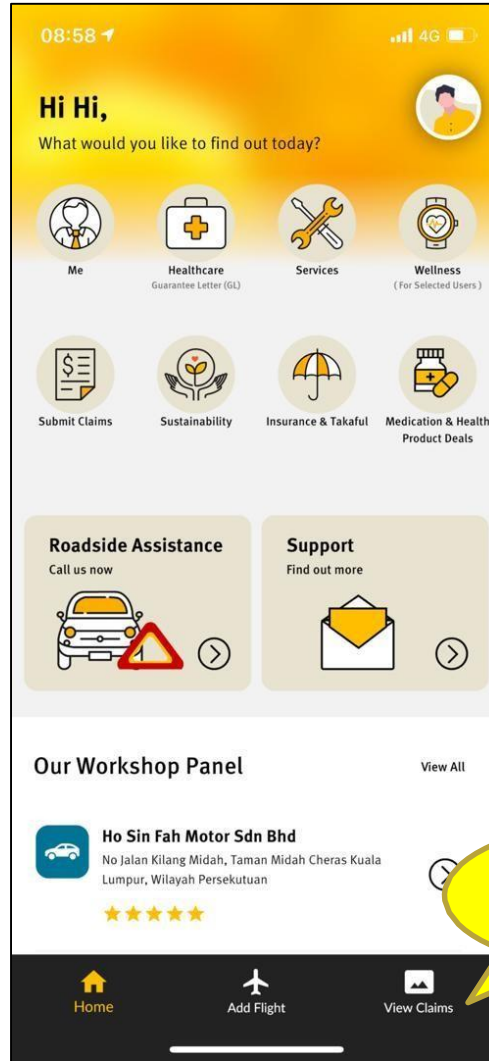 08:58
4G
Hi Hi,
What would you like to find out today?
Me
Healthcare
Guarantee Letter (GL)
Services
Wellness
( For Selected Users )
$
Submit Claims
Sustainability
Insurance & Takaful
Medication & Health
Product Deals
Roadside Assistance
Call us now
Support
Find out more
Our Workshop Panel
View All
Ho Sin Fah Motor Sdn Bhd
No Jalan Kilang Midah, Taman Midah Cheras Kuala
Lumpur, Wilayah Persekutuan
Home
Add Flight
View Claims